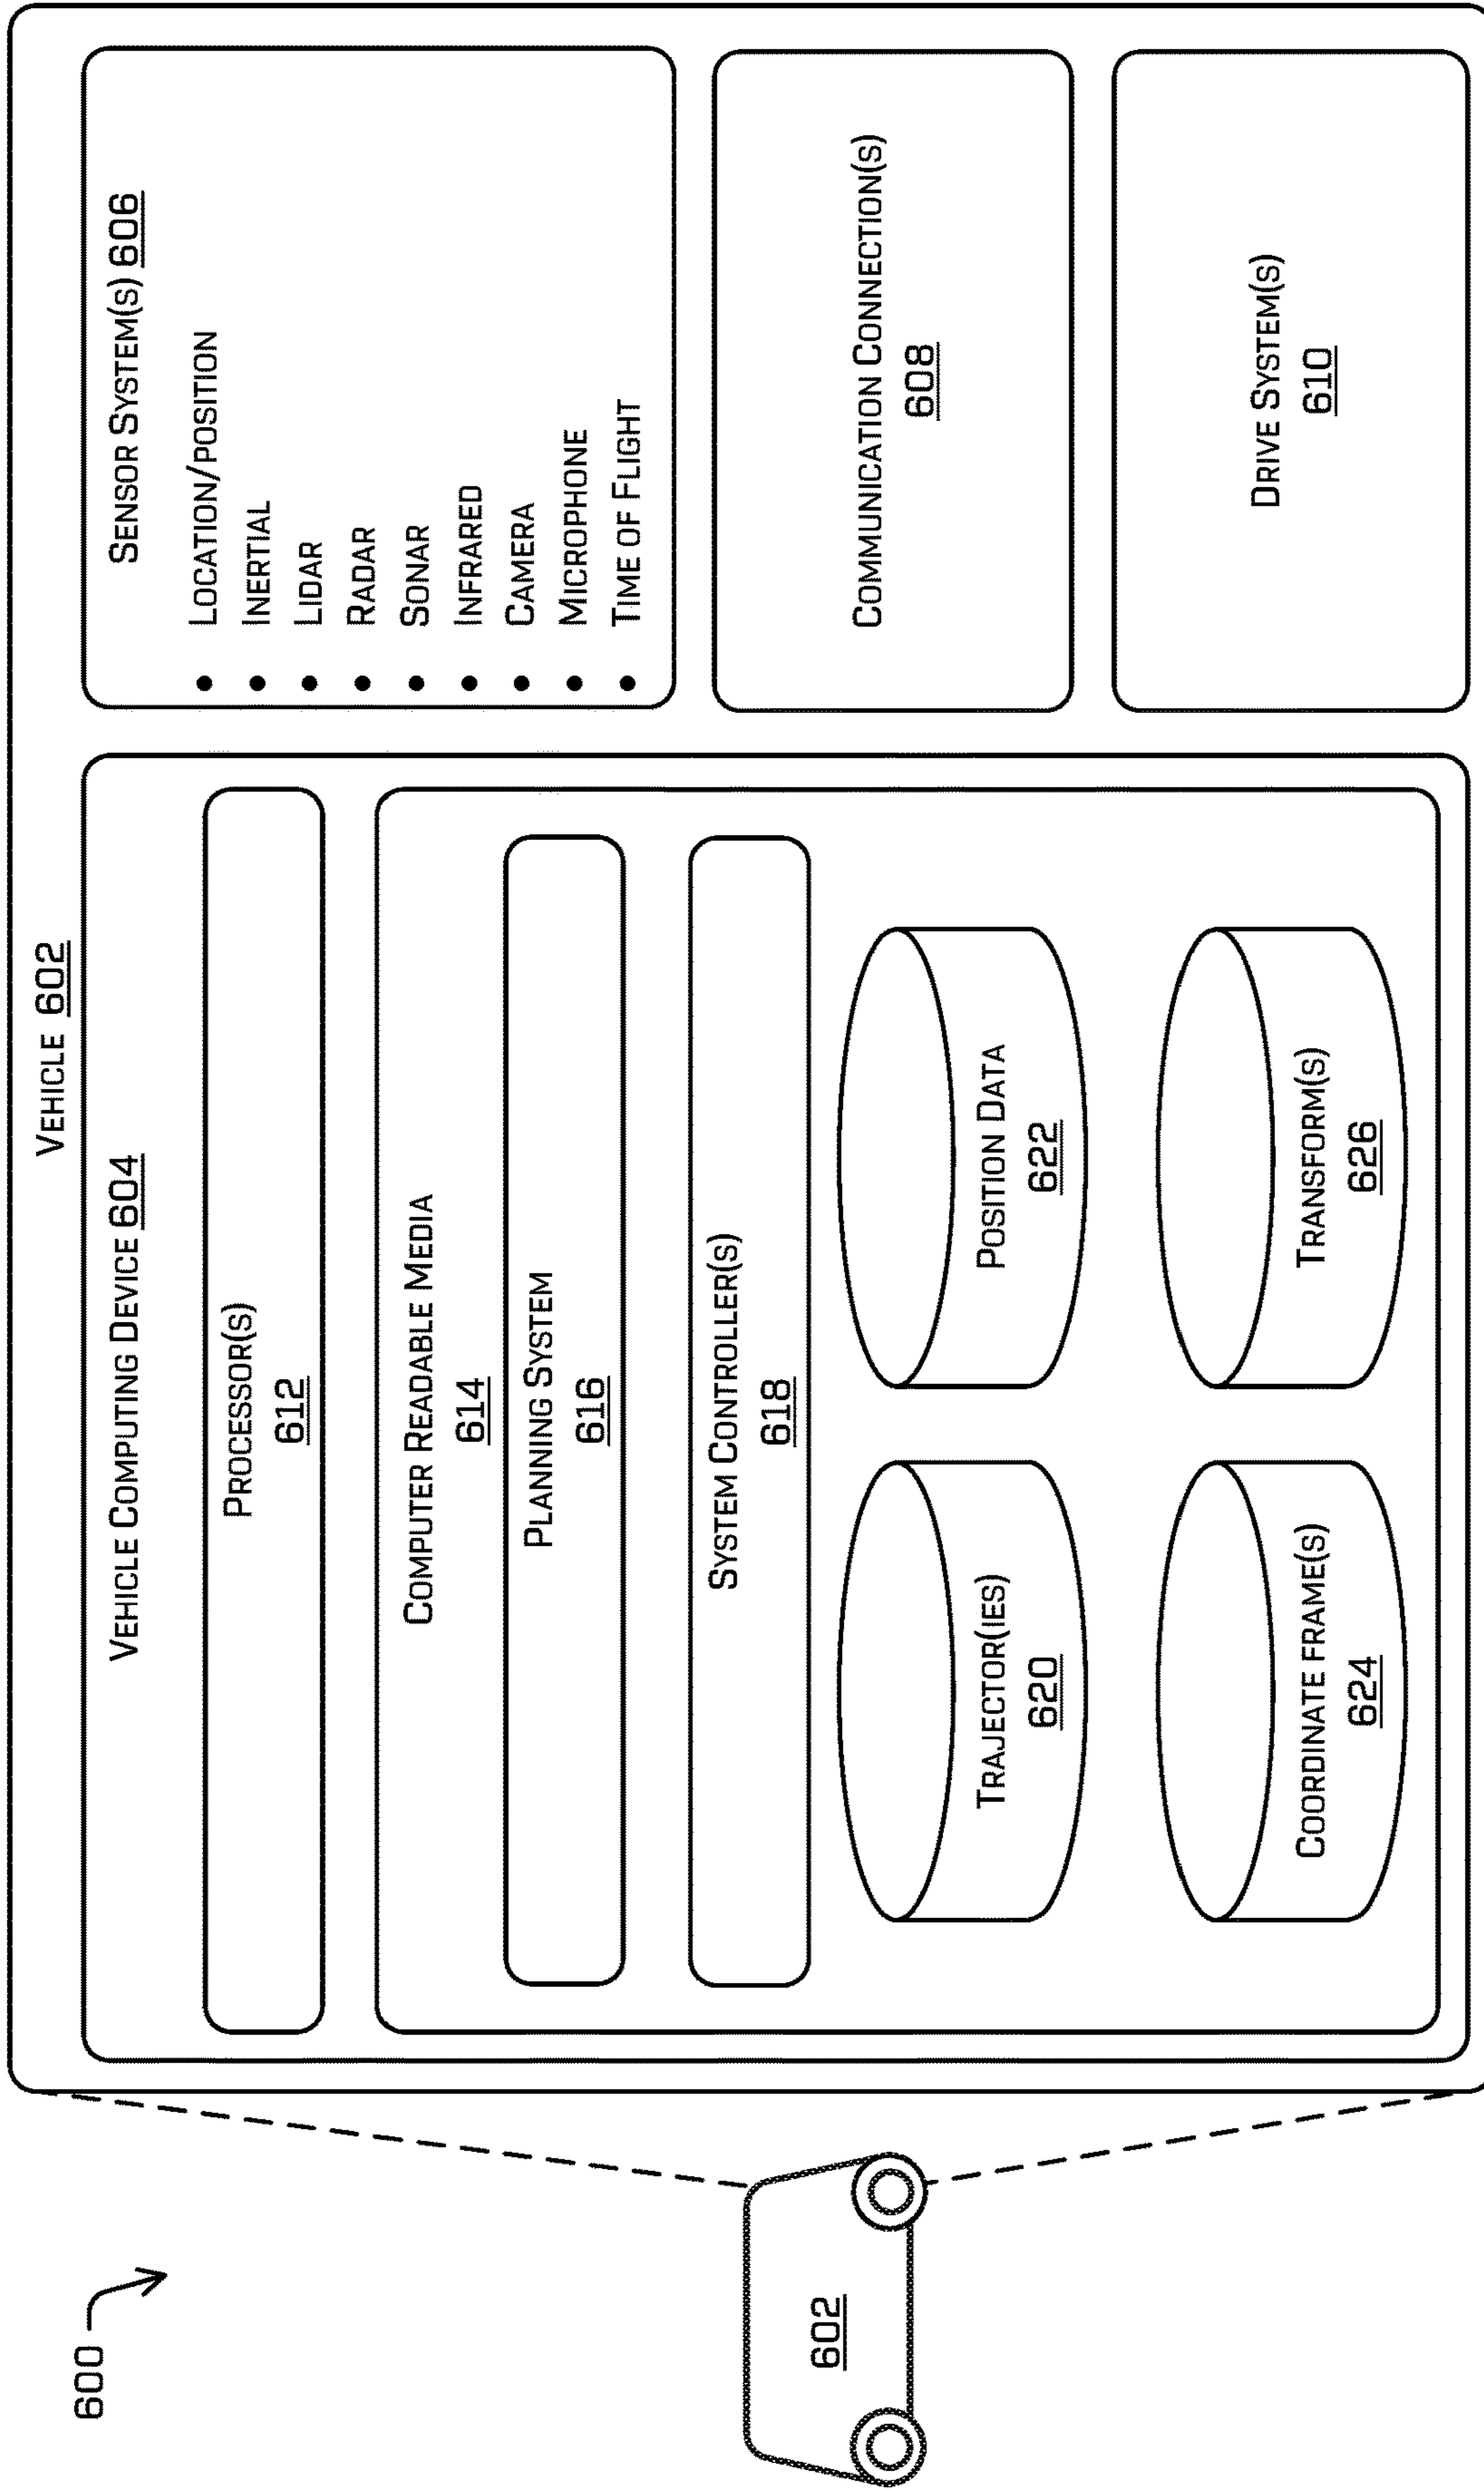 600
602
VEHICLE 602
VEHICLE COMPUTING DEVICE 604
PROCESSOR(S)
612
COMPUTER READABLE MEDIA
614
PLANNING SYSTEM
616
SYSTEM CONTROLLER(S)
618
TRAJECTOR(IES)
620
POSITION DATA
622
COORDINATE FRAME(S)
624
TRANSFORM(S)
626
SENSOR SYSTEM(S) 606
• LOCATION/POSITION
• INERTIAL
• LIDAR
• RADAR
• SONAR
• INFRARED
• CAMERA
• MICROPHONE
• TIME OF FLIGHT
COMMUNICATION CONNECTION(S)
608
DRIVE SYSTEM(S)
610